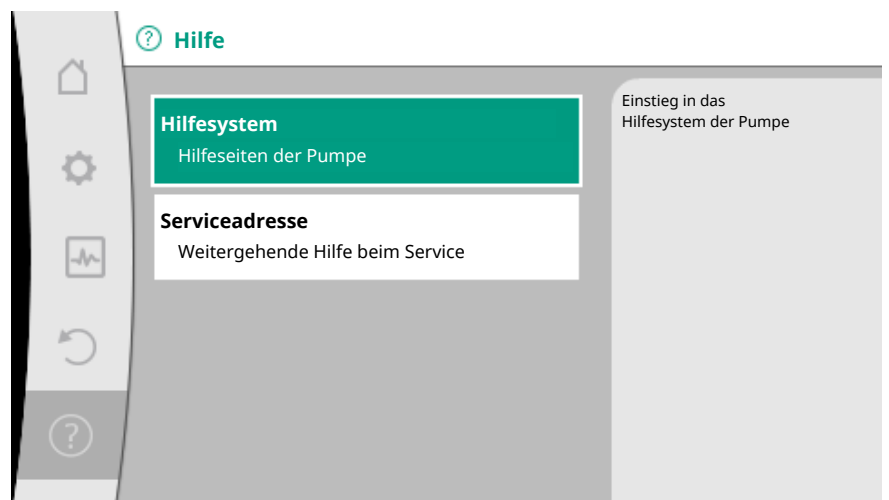 Hilfe
Hilfesystem
Hilfeseiten der Pumpe
Serviceadresse
Weitergehende Hilfe beim Service
Einstieg in das
Hilfesystem der Pumpe